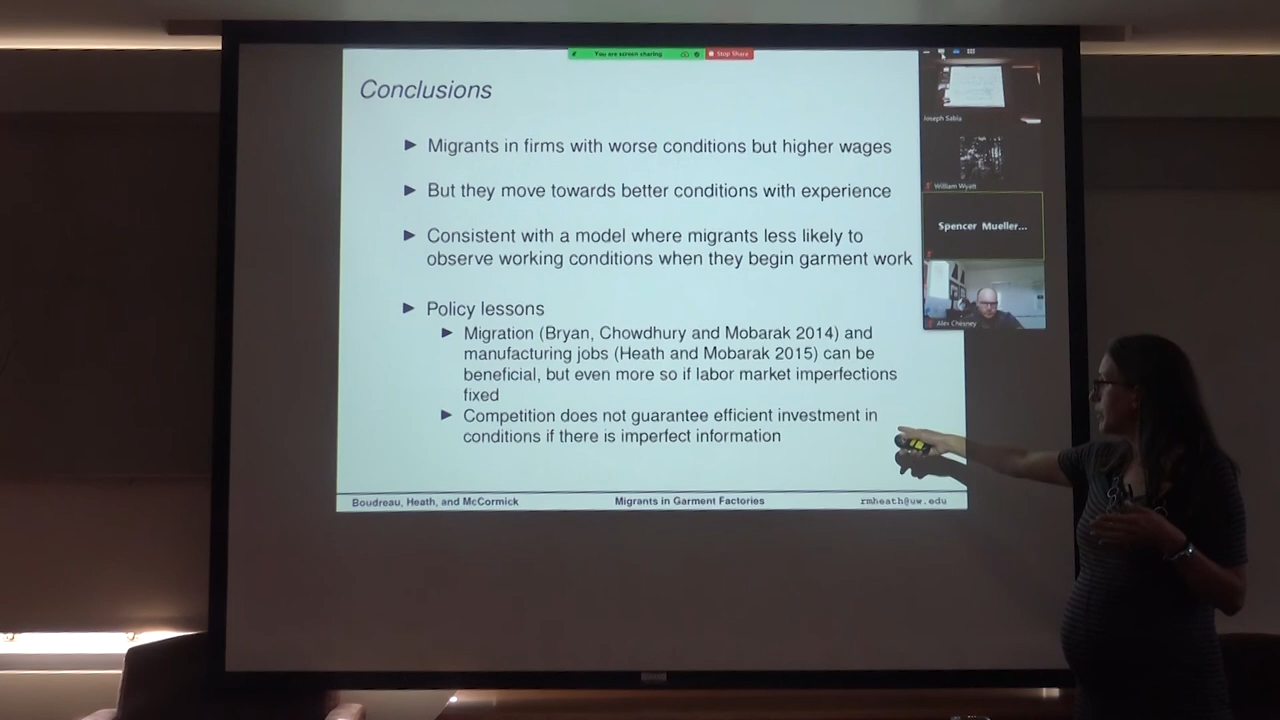 You are screen sharing
Stop Share
Conclusions
Migrants in firms with worse conditions but higher wages
But they move towards better conditions with experience
Consistent with a model where migrants less likely to
observe working conditions when they begin garment work
Policy lessons
Migration (Bryan, Chowdhury and Mobarak 2014) and
manufacturing jobs (Heath and Mobarak 2015) can be
beneficial, but even more so if labor market imperfections
fixed
Competition does not guarantee efficient investment in
conditions if there is imperfect information
Boudreau, Heath, and McCormick
Migrants in Garment Factories
rmheath@uw.edu
Joseph Sabia
William Wyatt
Spencer Mueller...
Alex Chesney